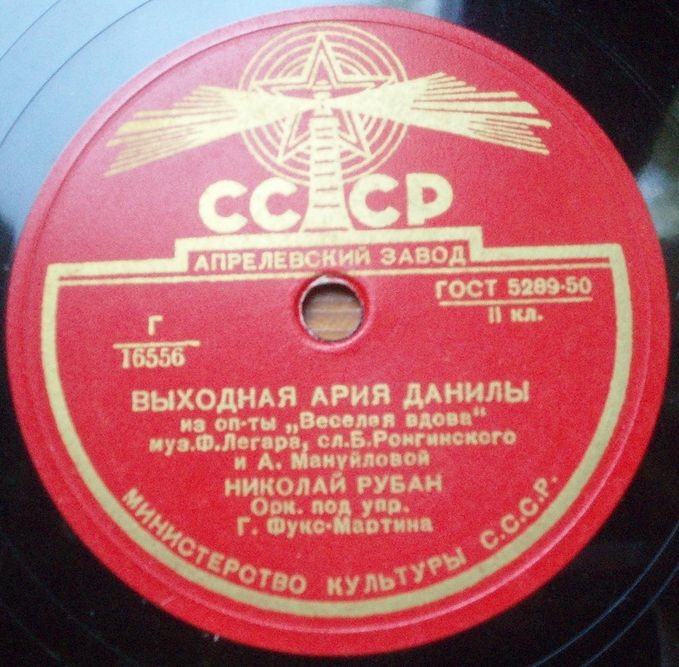 СССР
АПРЕЛЕВСКИЙ ЗАВОД
ГОСТ 5289-50
II кл.
Г
16556
ВЫХОДНАЯ АРИЯ ДАНИЛЫ
из оп-ты „Веселая вдова"
муз.Ф.Легара, сл.Б.Ронгинского
и А. Мануйловой
НИКОЛАЙ РУБАН
Орк. под упр.
Г. Фукс-Мартина
МИНИСТЕРСТВО КУЛЬТУРЫ С.С.С.Р.